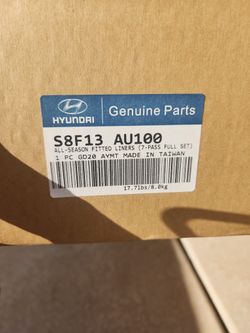 HYUNDAI
Genuine Parts
S8F13 AU100
ALL-SEASON FITTED LINERS (7-PASS FULL SET)
1 PC GD20 AYMT MADE IN TAIWAN
17.7lbs/8.0kg